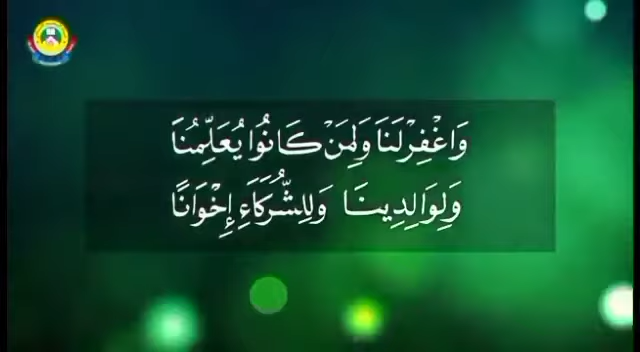 وَاغْفِرْلَنَا وَلِمَنْ كَانُوا يُعَلِّمُنَا
وَلِوَالِدِينَا وَلِلشُّرَكَاءِ إِخْوَانًا